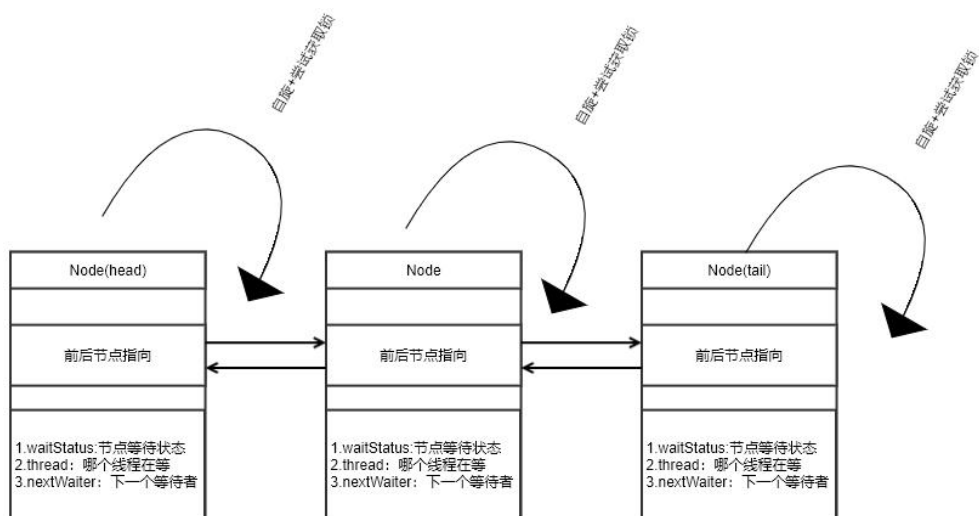 自旋+尝试获取锁
自旋+尝试获取锁
自旋+尝试获取锁
Node(head)
Node
Node(tail)
前后节点指向
前后节点指向
前后节点指向
1.waitStatus:节点等待状态
2.thread：哪个线程在等
3.nextWaiter：下一个等待者
1.waitStatus:节点等待状态
2.thread：哪个线程在等
3.nextWaiter：下一个等待者
1.waitStatus:节点等待状态
2.thread：哪个线程在等
3.nextWaiter：下一个等待者